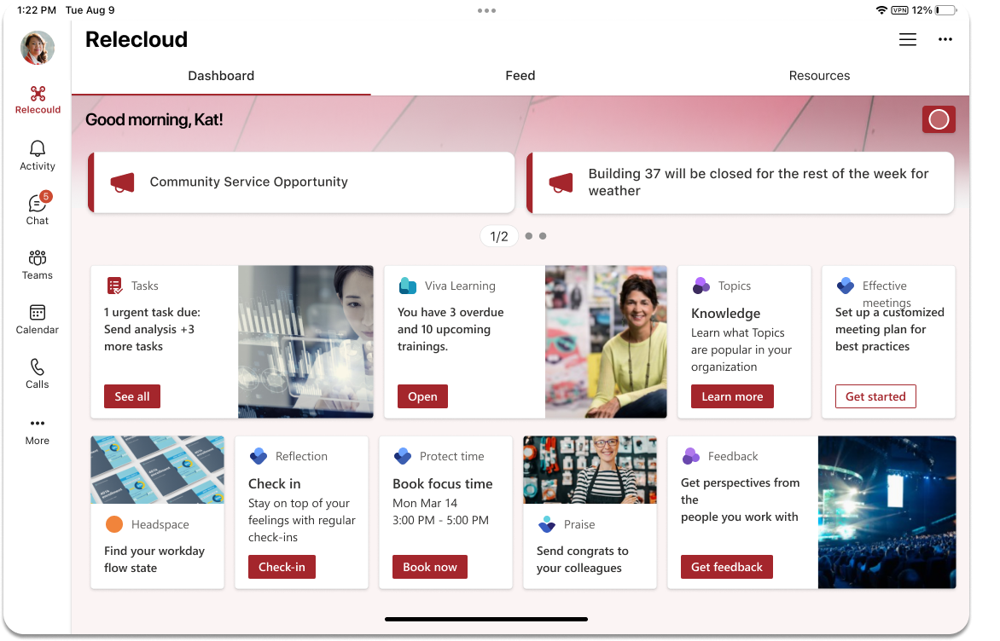 1:22 PM Tue Aug 9
VPN 12%
Relecloud
Dashboard
Feed
Resources
Relecould
Activity
5
Chat
Teams
Calendar
Calls
More
Good morning, Kat!
Community Service Opportunity
Building 37 will be closed for the rest of the week for
weather
1/2
Tasks
1 urgent task due:
Send analysis +3
more tasks
See all
Viva Learning
You have 3 overdue
and 10 upcoming
trainings.
Open
Topics
Knowledge
Learn what Topics
are popular in your
organization
Learn more
Effective
meetings
Set up a customized
meeting plan for
best practices
Get started
Headspace
Find your workday
flow state
Reflection
Check in
Stay on top of your
feelings with regular
check-ins
Check-in
Protect time
Book focus time
Mon Mar 14
3:00 PM - 5:00 PM
Book now
Praise
Send congrats to
your colleagues
Feedback
Get perspectives from
the
people you work with
Get feedback